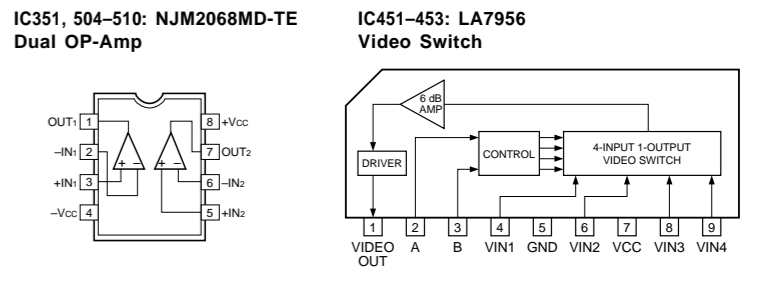 IC351, 504–510: NJM2068MD-TE
Dual OP-Amp
OUT1 1
–IN1 2
+IN1 3
–VCC 4
8 +VCC
7 OUT2
6 –IN2
5 +IN2
+ –
+ –
IC451–453: LA7956
Video Switch
6 dB
AMP
DRIVER
CONTROL
4-INPUT 1-OUTPUT
VIDEO SWITCH
1 2 3 4 5 6 7 8 9
VIDEO OUT A B VIN1 GND VIN2 VCC VIN3 VIN4